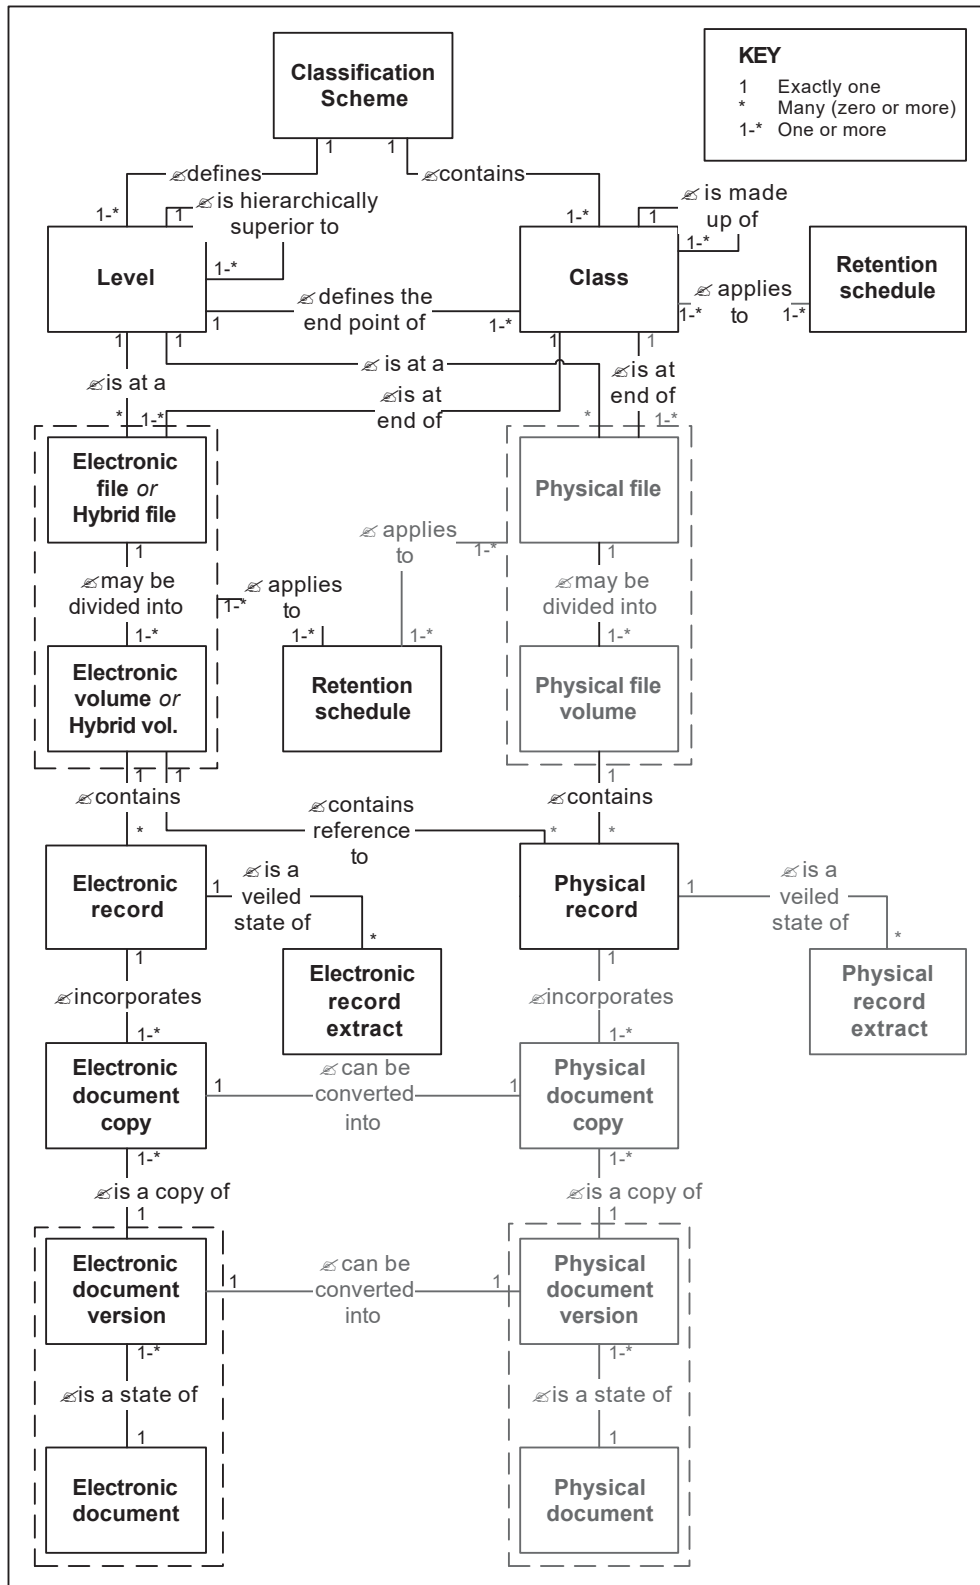 Classification
Scheme
KEY
1 Exactly one
* Many (zero or more)
1-* One or more
1
1
defines
contains
1-*
1
is hierarchically
superior to
1-*
1-*
1
is made
up of
1-*
Level
Class
Retention
schedule
1
defines the
end point of
1-*
1-*
applies
to
1-*
1
1
1
1
is at a
is at a
is at
end of
is at
end of
*
1-*
*
1-*
Electronic
file or
Hybrid file
Physical file
applies
to
1-*
1
1
may be
divided into
1-*
applies
to
may be
divided into
1-*
1-*
1-*
1-*
Electronic
volume or
Hybrid vol.
Retention
schedule
Physical file
volume
1
1
1
contains
contains
reference
to
contains
*
*
*
Electronic
record
1
is a
veiled
state of
*
Physical
record
1
is a
veiled
state of
*
1
1
Electronic
record
extract
Physical
record
extract
incorporates
incorporates
1-*
1-*
Electronic
document
copy
1
can be
converted
into
1
Physical
document
copy
1-*
1-*
is a copy of
is a copy of
1
1
Electronic
document
version
1
can be
converted
into
1
Physical
document
version
1-*
1-*
is a state of
is a state of
1
1
Electronic
document
Physical
document